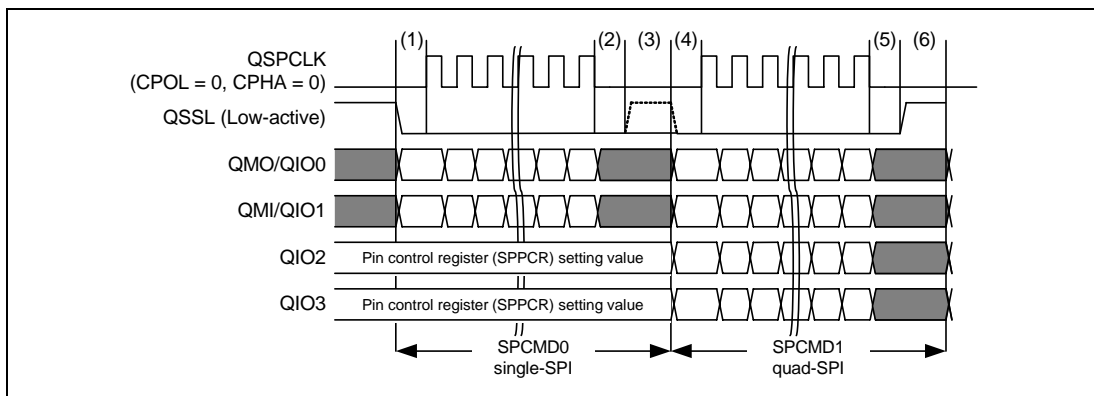 (1) (2) (3) (4) (5) (6)
QSPCLK
(CPOL = 0, CPHA = 0)
QSSL (Low-active)
QMO/QIO0
QMI/QIO1
QIO2 Pin control register (SPPCR) setting value
QIO3 Pin control register (SPPCR) setting value
SPCMD0 SPCMD1
single-SPI quad-SPI